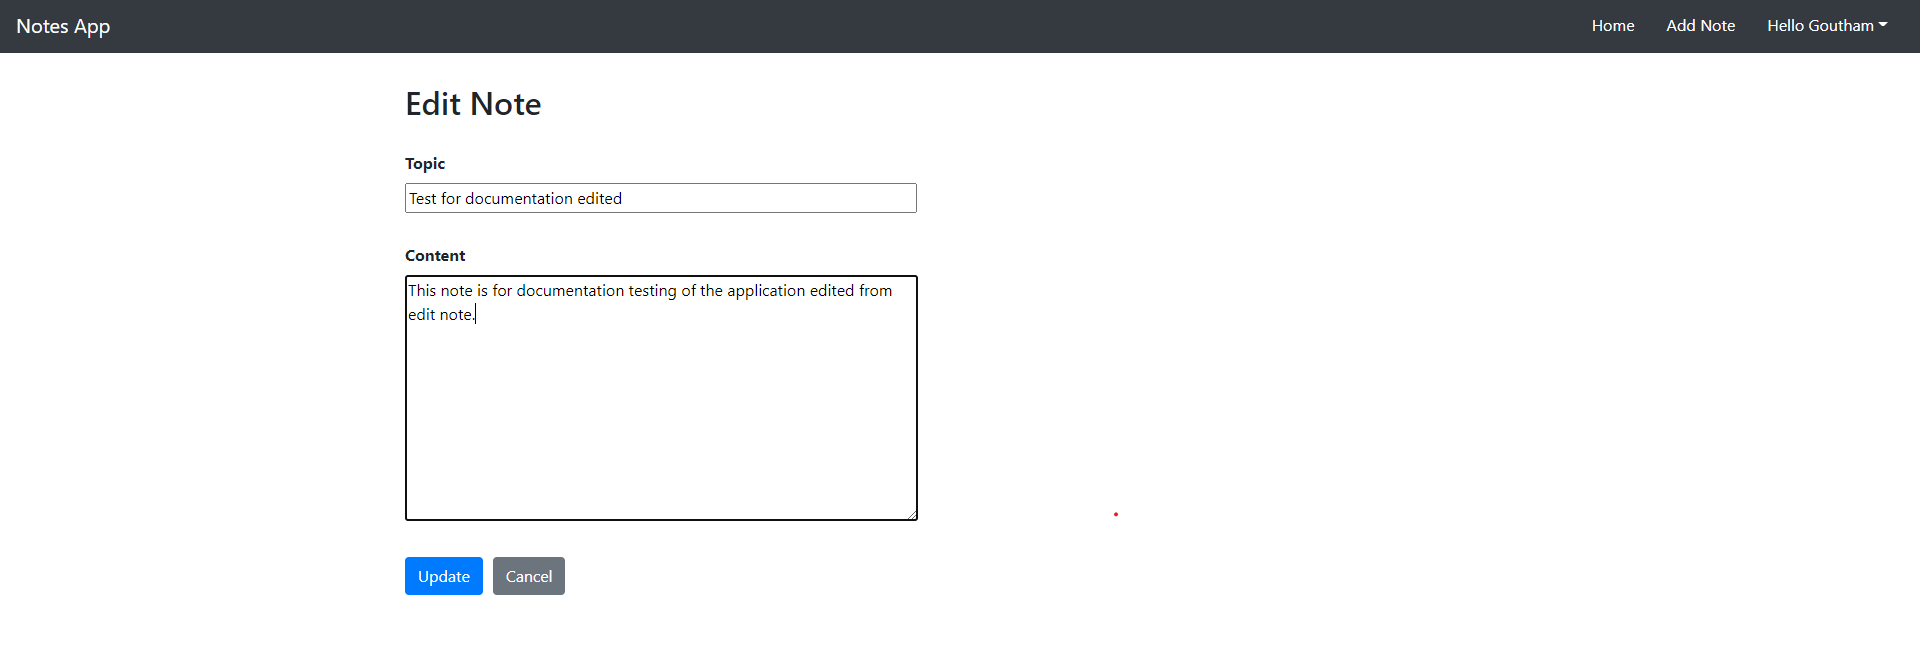 Notes App
Home
Add Note
Hello Goutham
Edit Note
Topic
Test for documentation edited
Content
This note is for documentation testing of the application edited from
edit note.
Update
Cancel